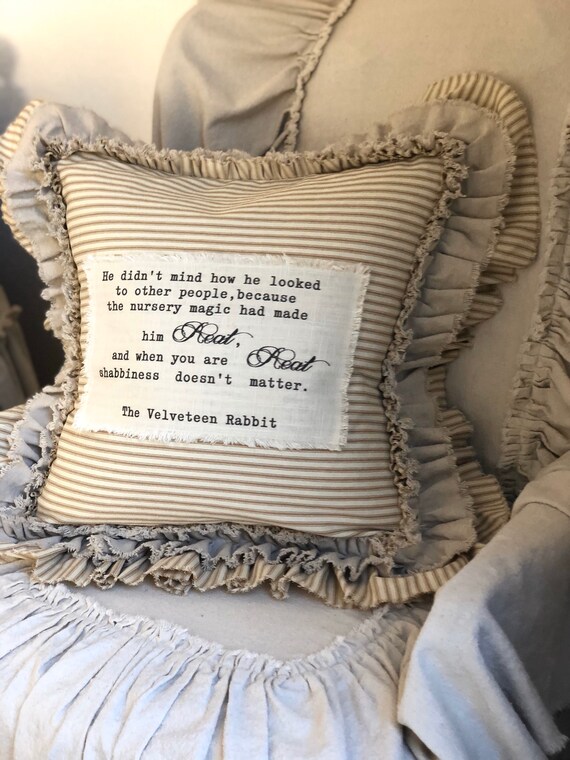 He didn't mind how he looked
to other people,because
the nursery magic had made
him Real,
and when you are Real
shabbiness doesn't matter.
The Velveteen Rabbit